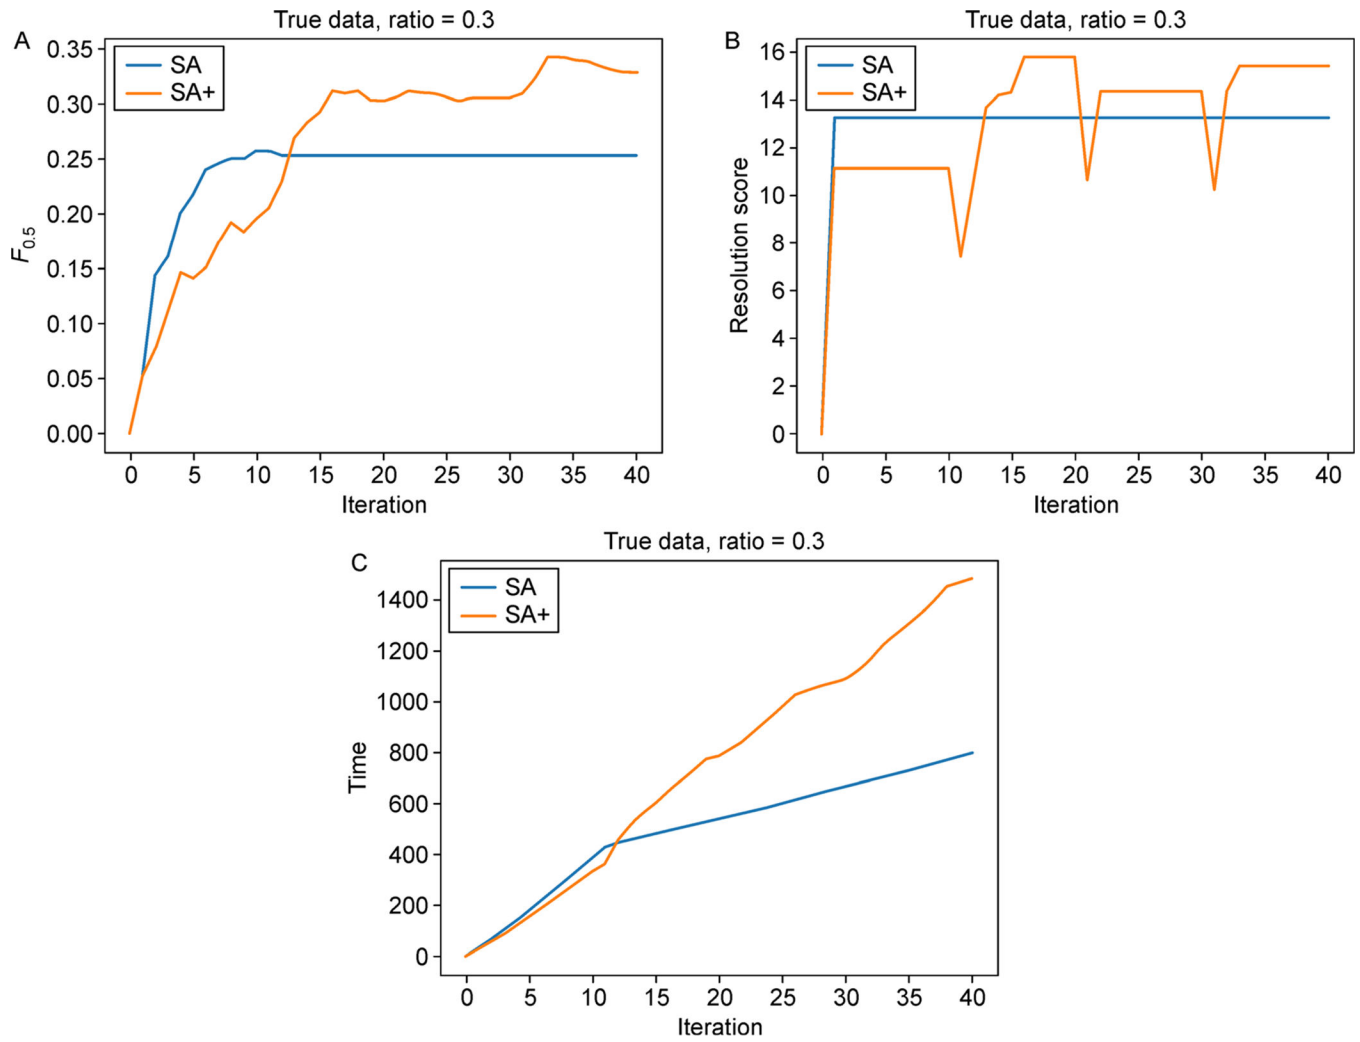 True data, ratio = 0.3
A
SA
SA+
0.35
0.30
0.25
0.20
0.15
0.10
0.05
0.00
F0.5
0 5 10 15 20 25 30 35 40
Iteration
True data, ratio = 0.3
B
SA
SA+
16
14
12
10
8
6
4
2
0
Resolution score
0 5 10 15 20 25 30 35 40
Iteration
True data, ratio = 0.3
C
SA
SA+
1400
1200
1000
800
600
400
200
0
Time
0 5 10 15 20 25 30 35 40
Iteration